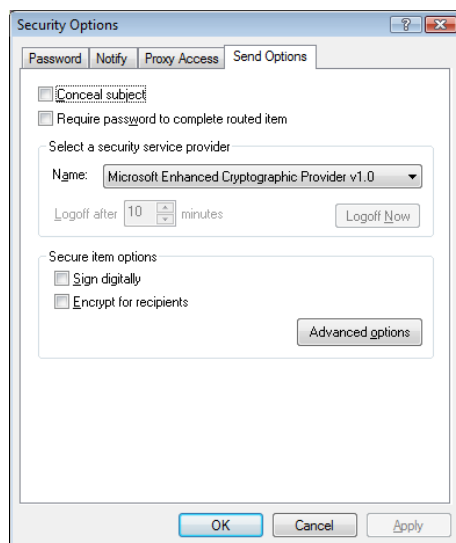 Security Options
Password Notify Proxy Access Send Options
Conceal subject
Require password to complete routed item
Select a security service provider
Name: Microsoft Enhanced Cryptographic Provider v1.0
Logoff after 10 minutes Logoff Now
Secure item options
Sign digitally
Encrypt for recipients
Advanced options
OK Cancel Apply